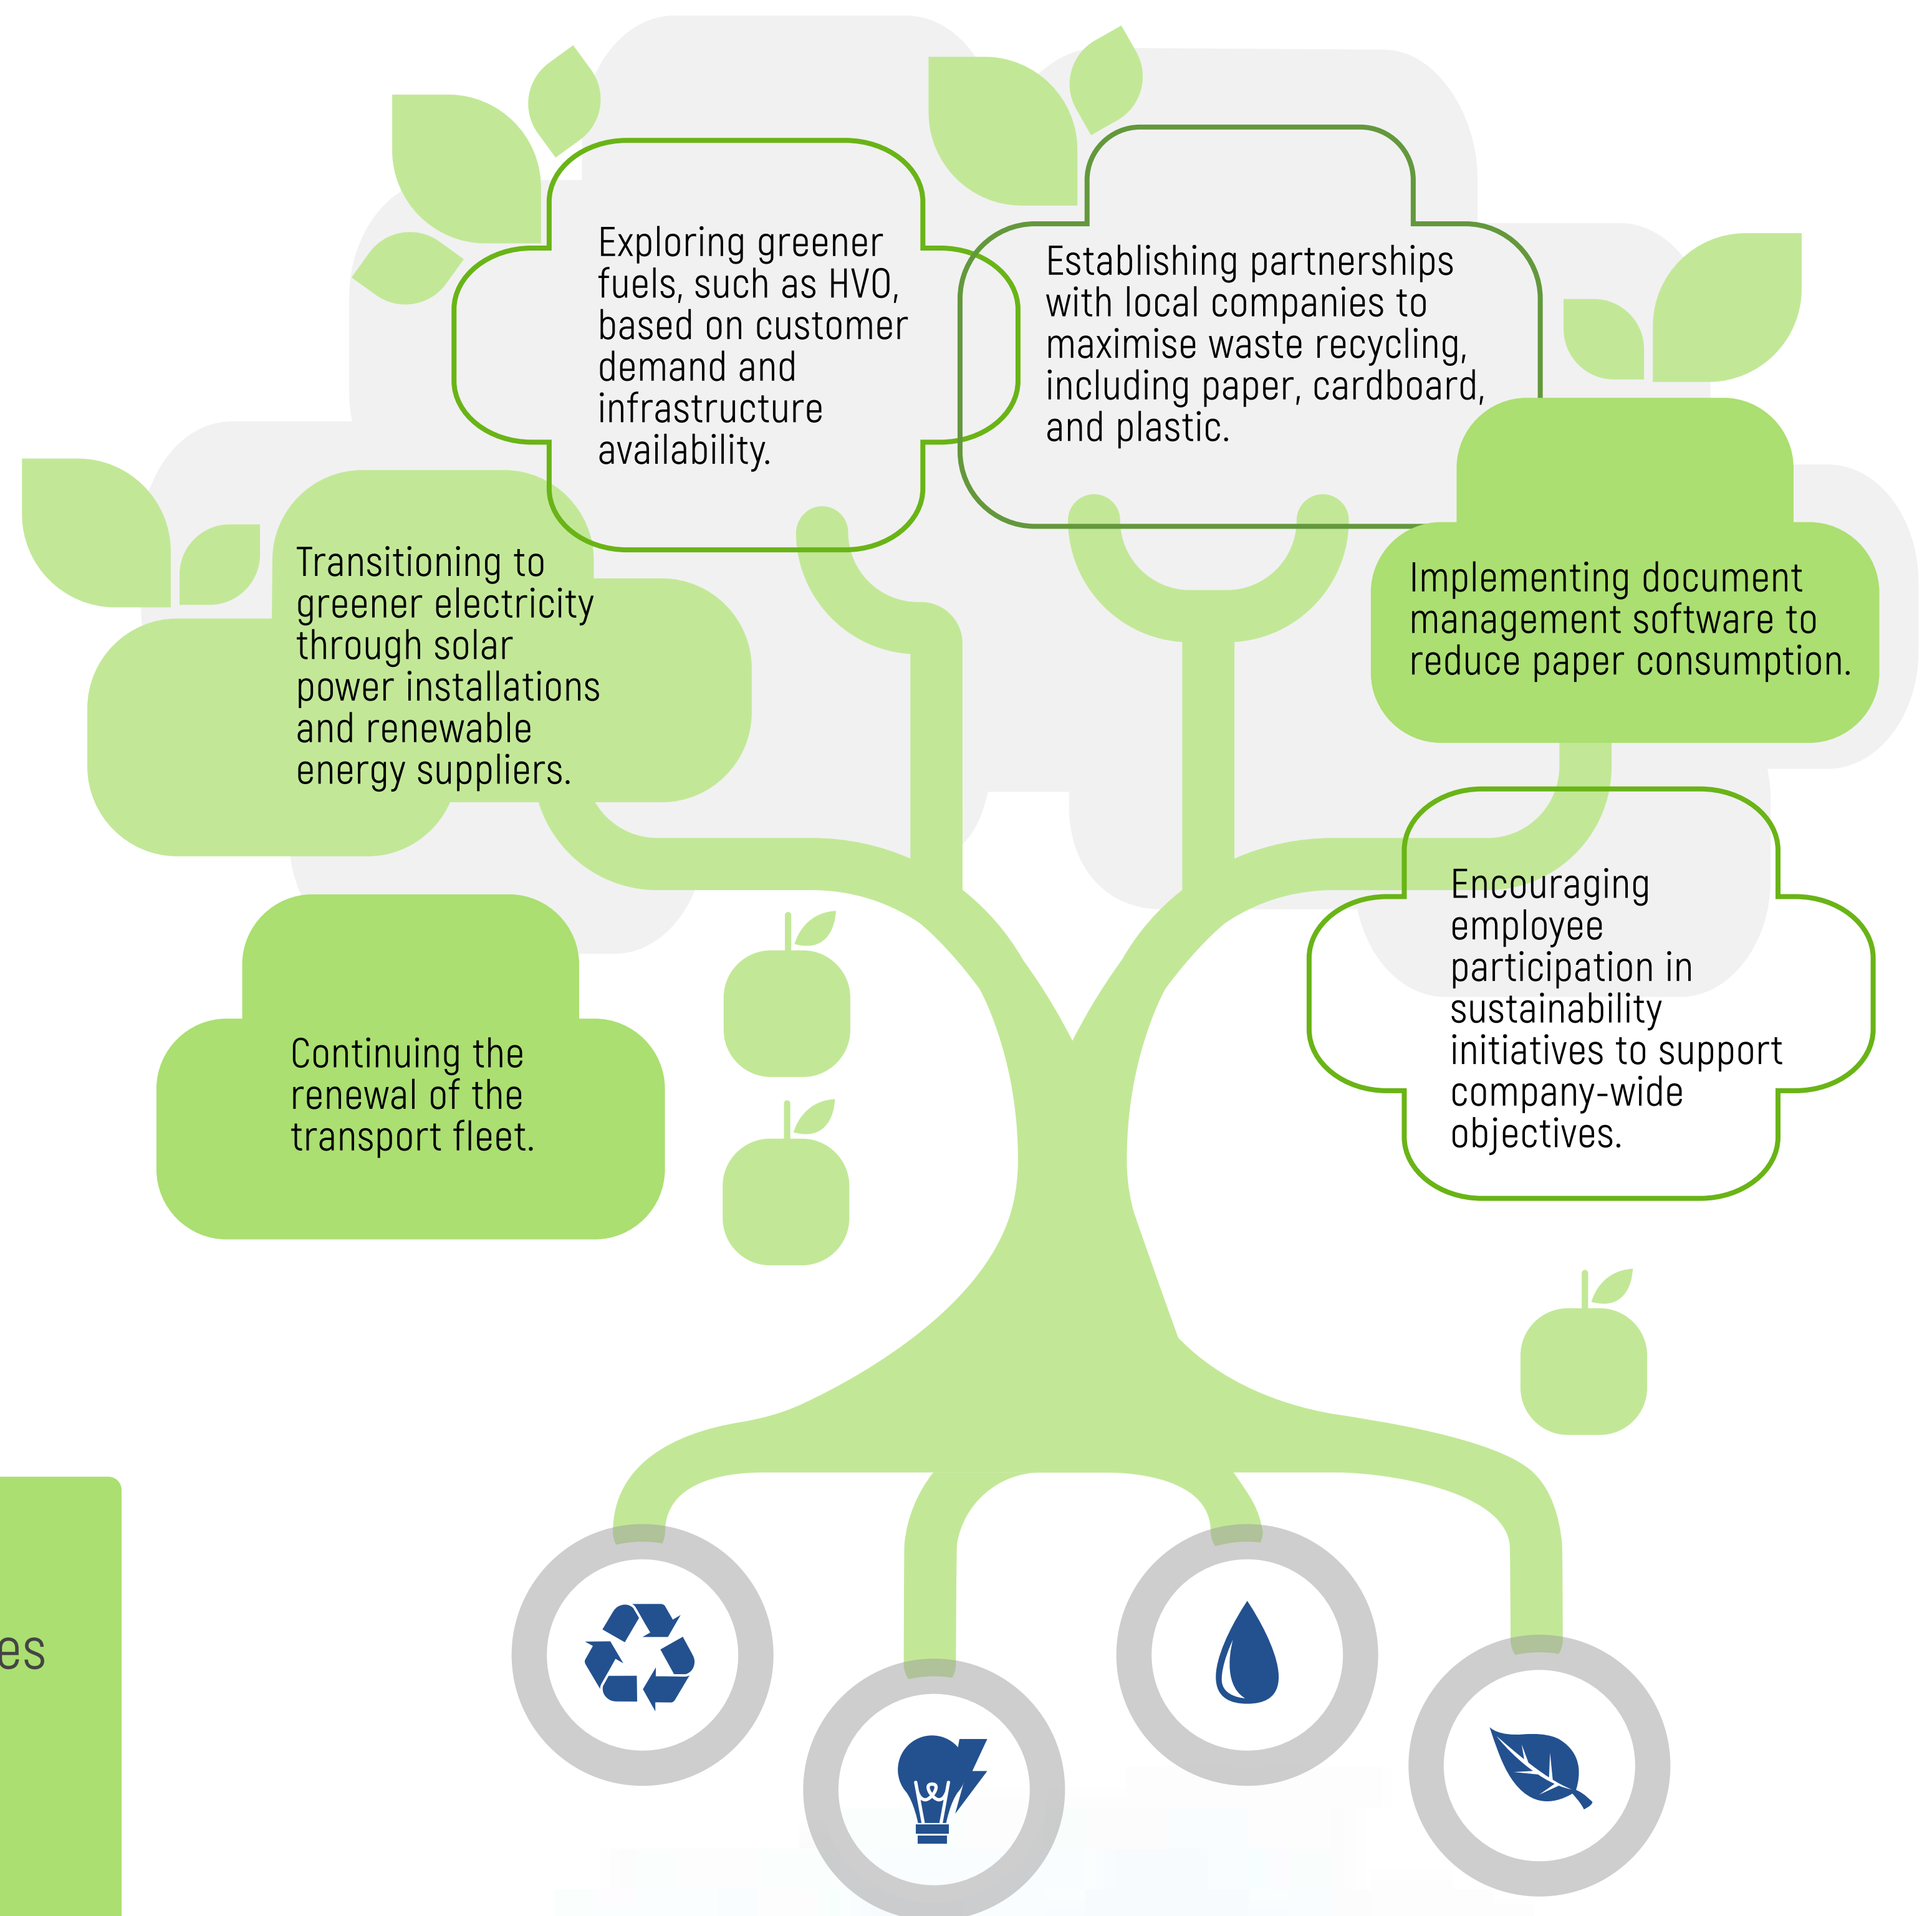 Exploring greener
fuels, such as HVO,
based on customer
demand and
infrastructure
availability.
Establishing partnerships
with local companies to
maximise waste recycling,
including paper, cardboard,
and plastic.
Transitioning to
greener electricity
through solar
power installations
and renewable
energy suppliers.
Implementing document
management software to
reduce paper consumption.
Encouraging
employee
participation in
sustainability
initiatives to support
company-wide
objectives.
Continuing the
renewal of the
transport fleet.
es